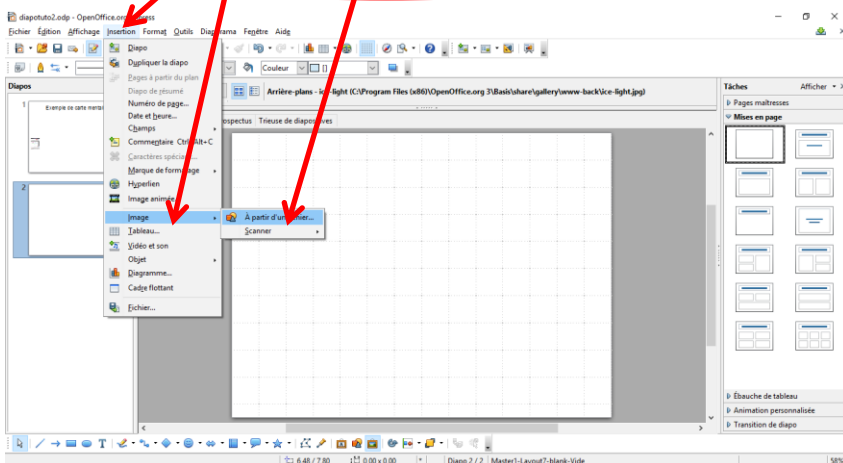 diapotuto2.odp - OpenOffice.org Impress
Fichier Édition Affichage Insertion Format Outils Diaporama Fenêtre Aide
Couleur
Diapos
Arrière-plans - ice-light (C:\Program Files (x86)\OpenOffice.org 3\Basis\share\gallery\www-back\ice-light.jpg)
Trieuse de diapositives
1
Exemple de carte
2
Diapo
Dupliquer la diapo
Pages à partir du plan
Diapo de résumé
Numéro de page...
Date et heure...
Champs
Commentaire Ctrl+Alt+C
Caractères spéciaux...
Marque de formatage
Hyperlien
Image animée
Image
Tableau...
Vidéo et son
Objet
Diagramme...
Cadre flottant
Fichier...
À partir d'un fichier...
Scanner
Tâches Afficher
Pages maîtresses
Mises en page
Ébauche de tableau
Animation personnalisée
Transition de diapo
6,48 / 7,80 0,00 x 0,00 * Diapo 2 / 2 Master1-Layout7-blank-Vide 58%